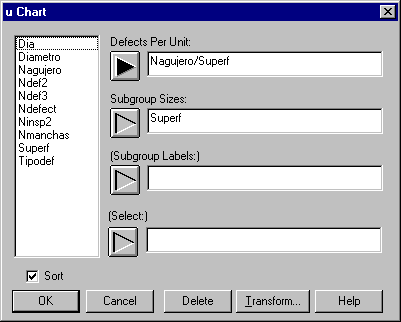 u Chart
Dia
Diametro
Nagujero
Ndef2
Ndef3
Ndefect
Ninsp2
Nmanchas
Superf
Tipodef
Defects Per Unit:
Nagujero/Superf
Subgroup Sizes:
Superf
(Subgroup Labels:)
(Select:)
Sort
OK
Cancel
Delete
Transform...
Help